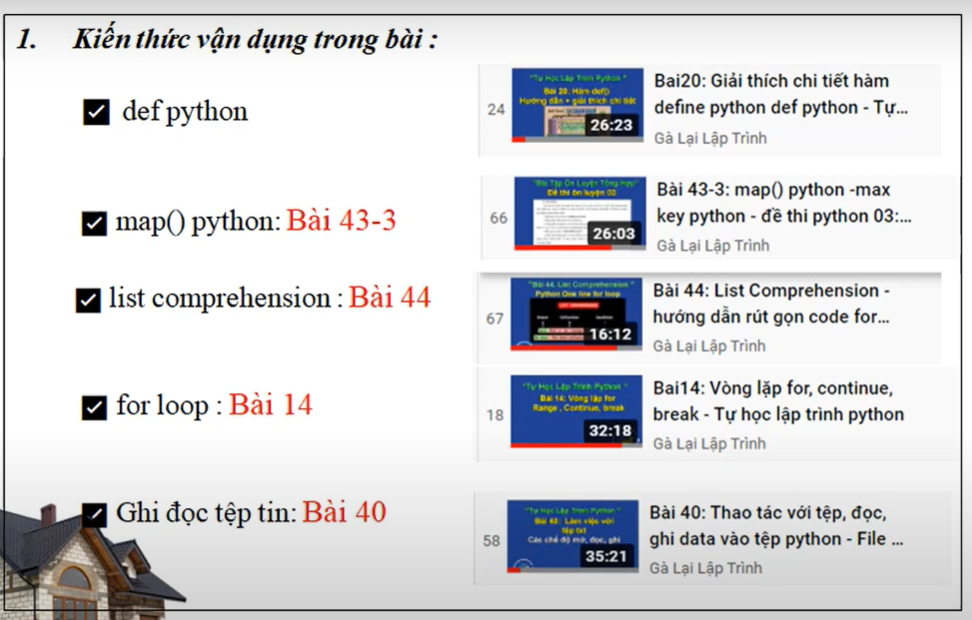 1. Kiến thức vận dụng trong bài :
def python
24
"Tự Học Lập Trình Python "
Bài 20: Hàm def()
Hướng dẫn + giải thích chi tiết
26:23
Bai20: Giải thích chi tiết hàm
define python def python - Tự...
Gà Lại Lập Trình
map() python: Bài 43-3
66
"Bài Tập Ôn Luyện Tổng Hợp"
Đề thi ôn luyện 03
26:03
Bài 43-3: map() python -max
key python - đề thi python 03:...
Gà Lại Lập Trình
list comprehension : Bài 44
67
"Bài 44. List Comprehension "
Python One line for loop
16:12
Bài 44: List Comprehension -
hướng dẫn rút gọn code for...
Gà Lại Lập Trình
for loop : Bài 14
18
"Tự Học Lập Trình Python "
Bài 14: Vòng lặp for
Range , Continue, break
32:18
Bai14: Vòng lặp for, continue,
break - Tự học lập trình python
Gà Lại Lập Trình
Ghi đọc tệp tin: Bài 40
58
"Tự Học Lập Trình Python "
Bài 40: Làm việc với
tệp txt
Các chế độ mở, đọc, ghi
35:21
Bài 40: Thao tác với tệp, đọc,
ghi data vào tệp python - File ...
Gà Lại Lập Trình